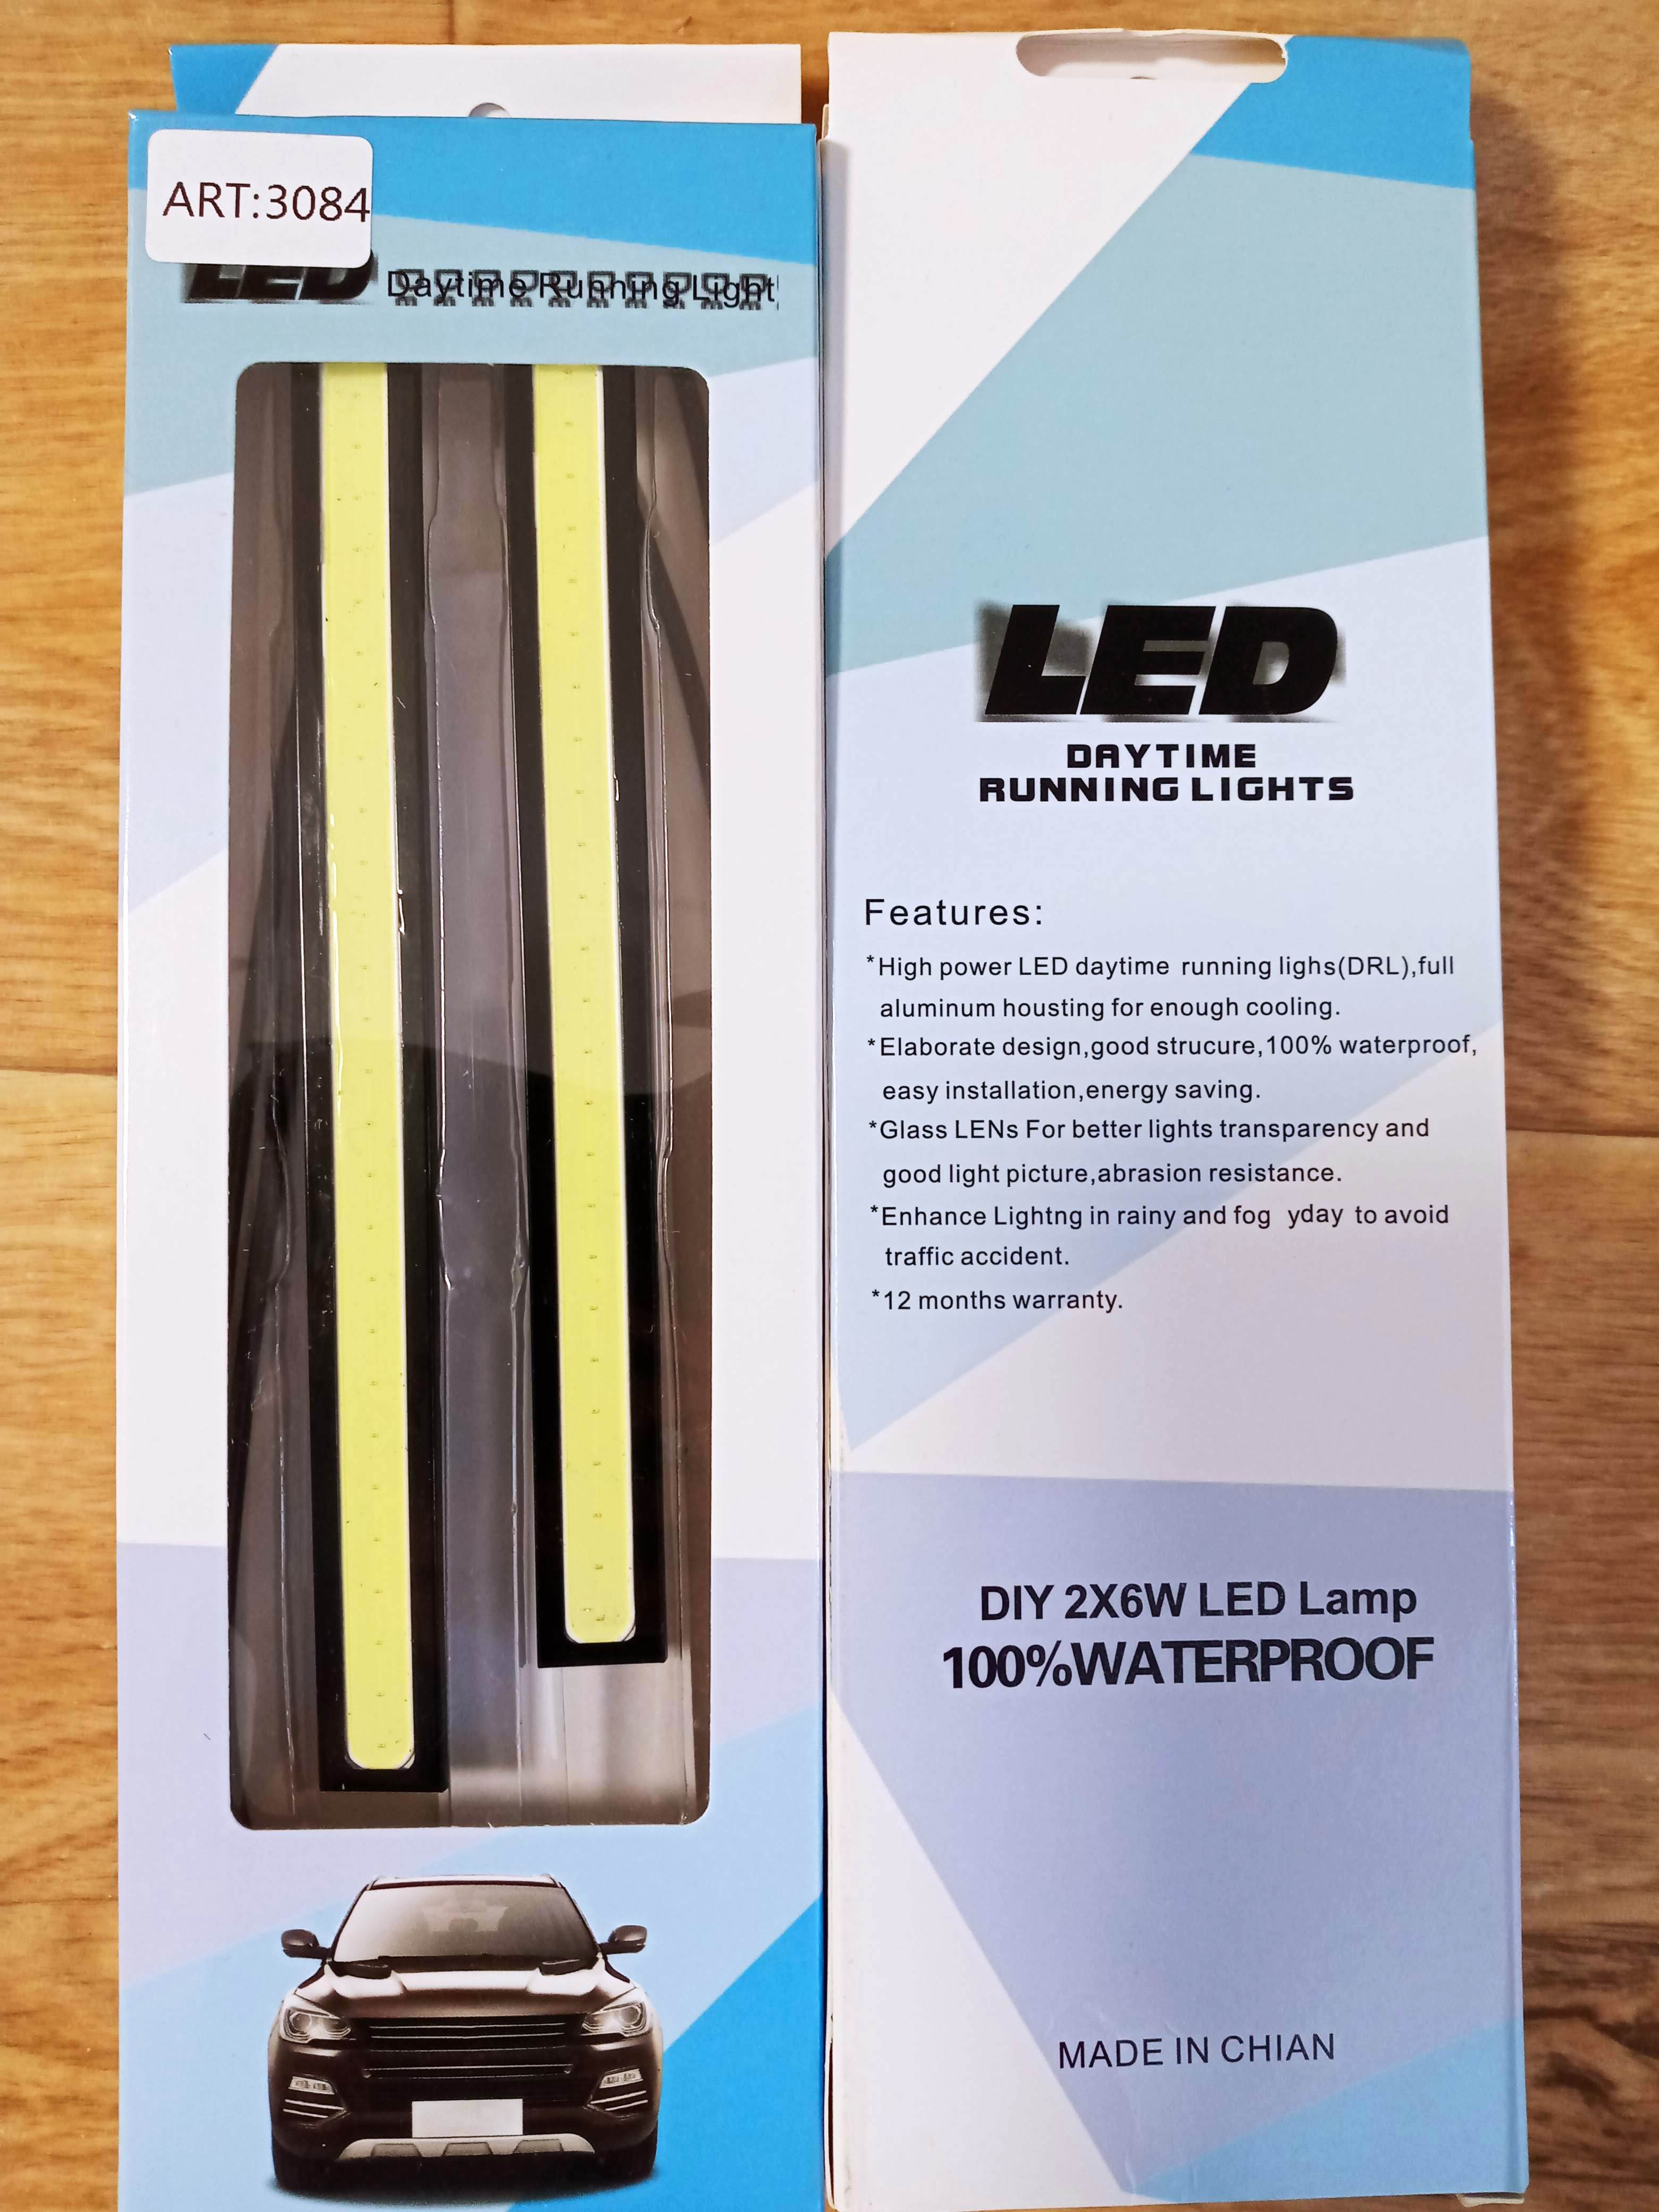 ART:3084
LED Daytime Running Light
LED
DAYTIME
RUNNING LIGHTS
Features:
*High power LED daytime running lighs(DRL),full
aluminum housting for enough cooling.
*Elaborate design,good strucure,100% waterproof,
easy installation,energy saving.
*Glass LENs For better lights transparency and
good light picture,abrasion resistance.
*Enhance Lightng in rainy and fog yday to avoid
traffic accident.
*12 months warranty.
DIY 2X6W LED Lamp
100%WATERPROOF
MADE IN CHIAN